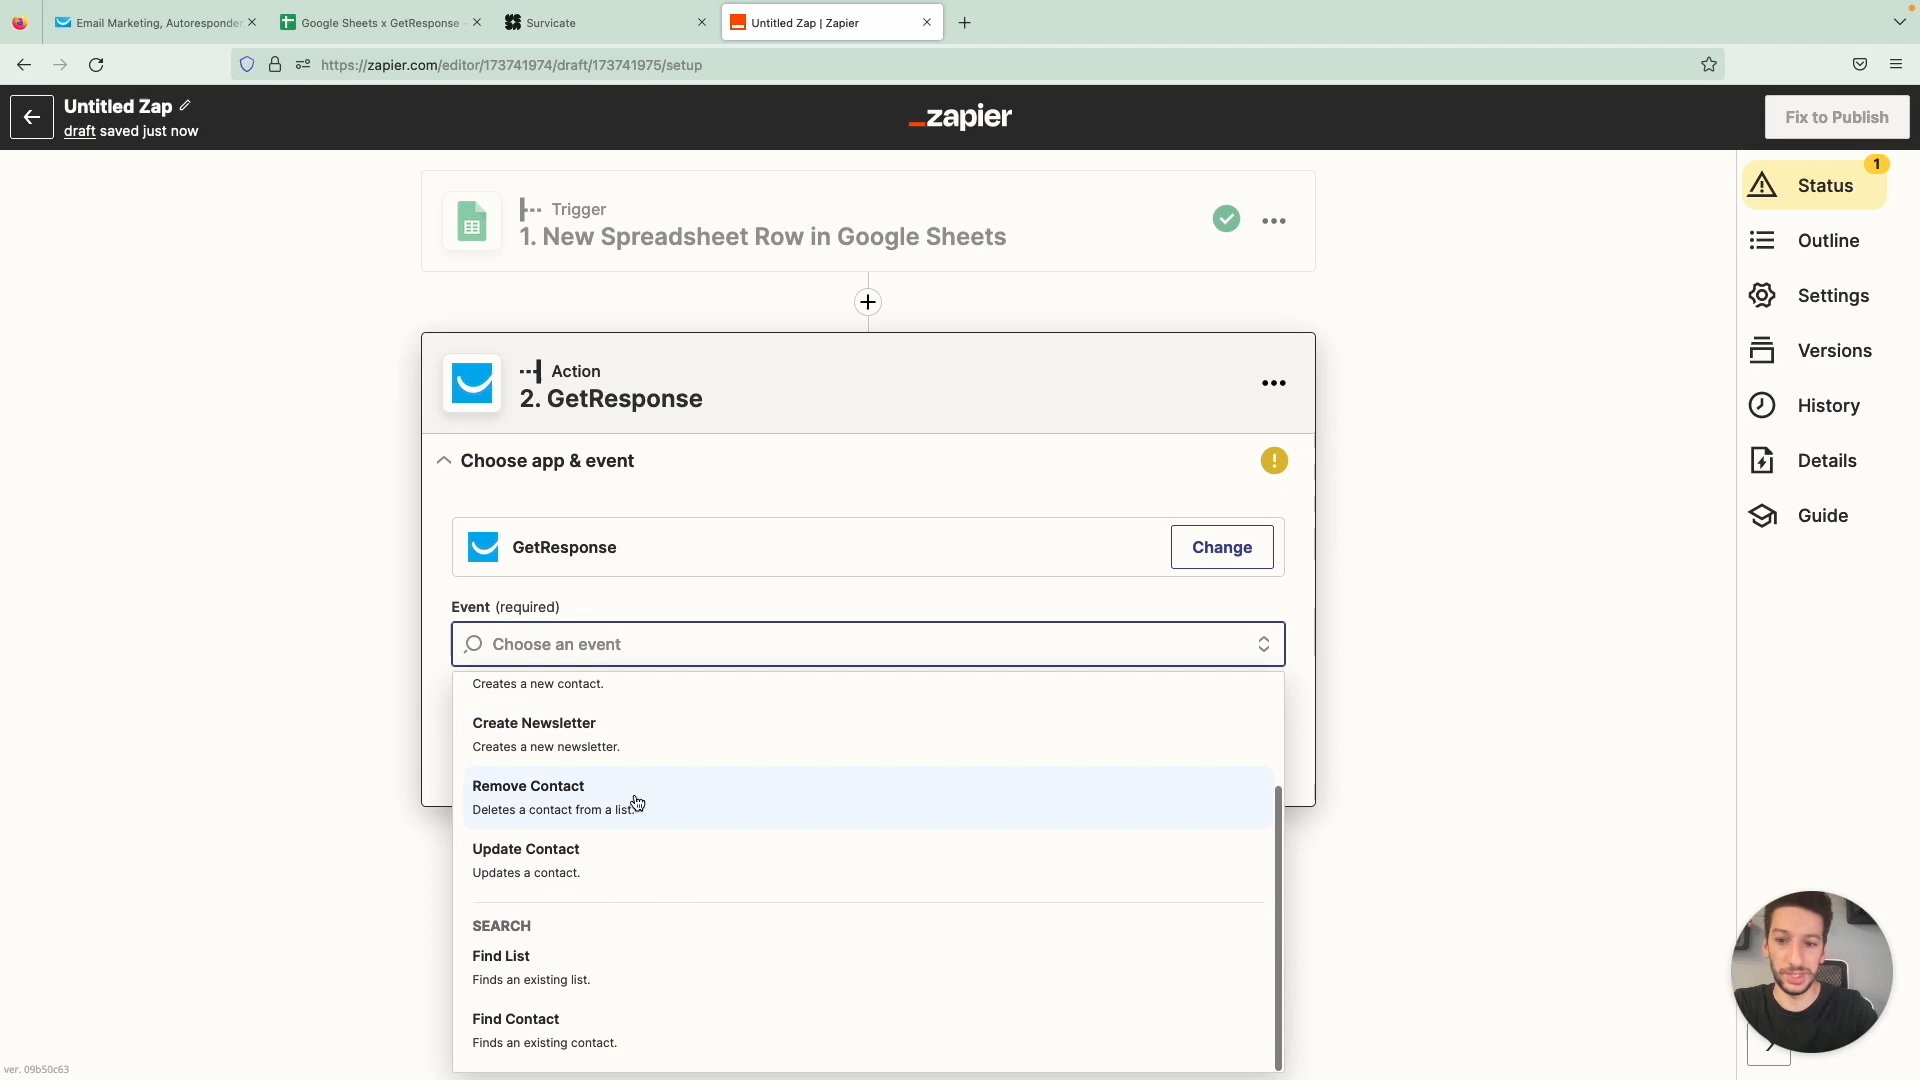 Email Marketing, Autoresponder
Google Sheets x GetResponse -
Survicate
Untitled Zap | Zapier
https://zapier.com/editor/173741974/draft/173741975/setup
Untitled Zap
draft saved just now
_zapier
Fix to Publish
Trigger
1. New Spreadsheet Row in Google Sheets
Action
2. GetResponse
Choose app & event
GetResponse
Change
Event (required)
Choose an event
Creates a new contact.
Create Newsletter
Creates a new newsletter.
Remove Contact
Deletes a contact from a list.
Update Contact
Updates a contact.
SEARCH
Find List
Finds an existing list.
Find Contact
Finds an existing contact.
1
Status
Outline
Settings
Versions
History
Details
Guide
ver. 09b50c63